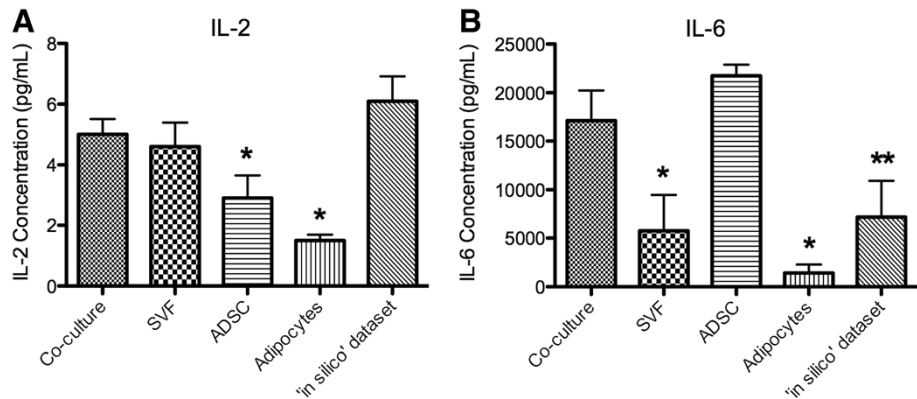 A
IL-2
IL-2 Concentration (pg/mL)
8
6
4
2
0
*
*
Co-culture
SVF
ADSC
Adipocytes
'in silico' dataset
B
IL-6
IL-6 Concentration (pg/mL)
25000
20000
15000
10000
5000
0
*
*
**
Co-culture
SVF
ADSC
Adipocytes
'in silico' dataset